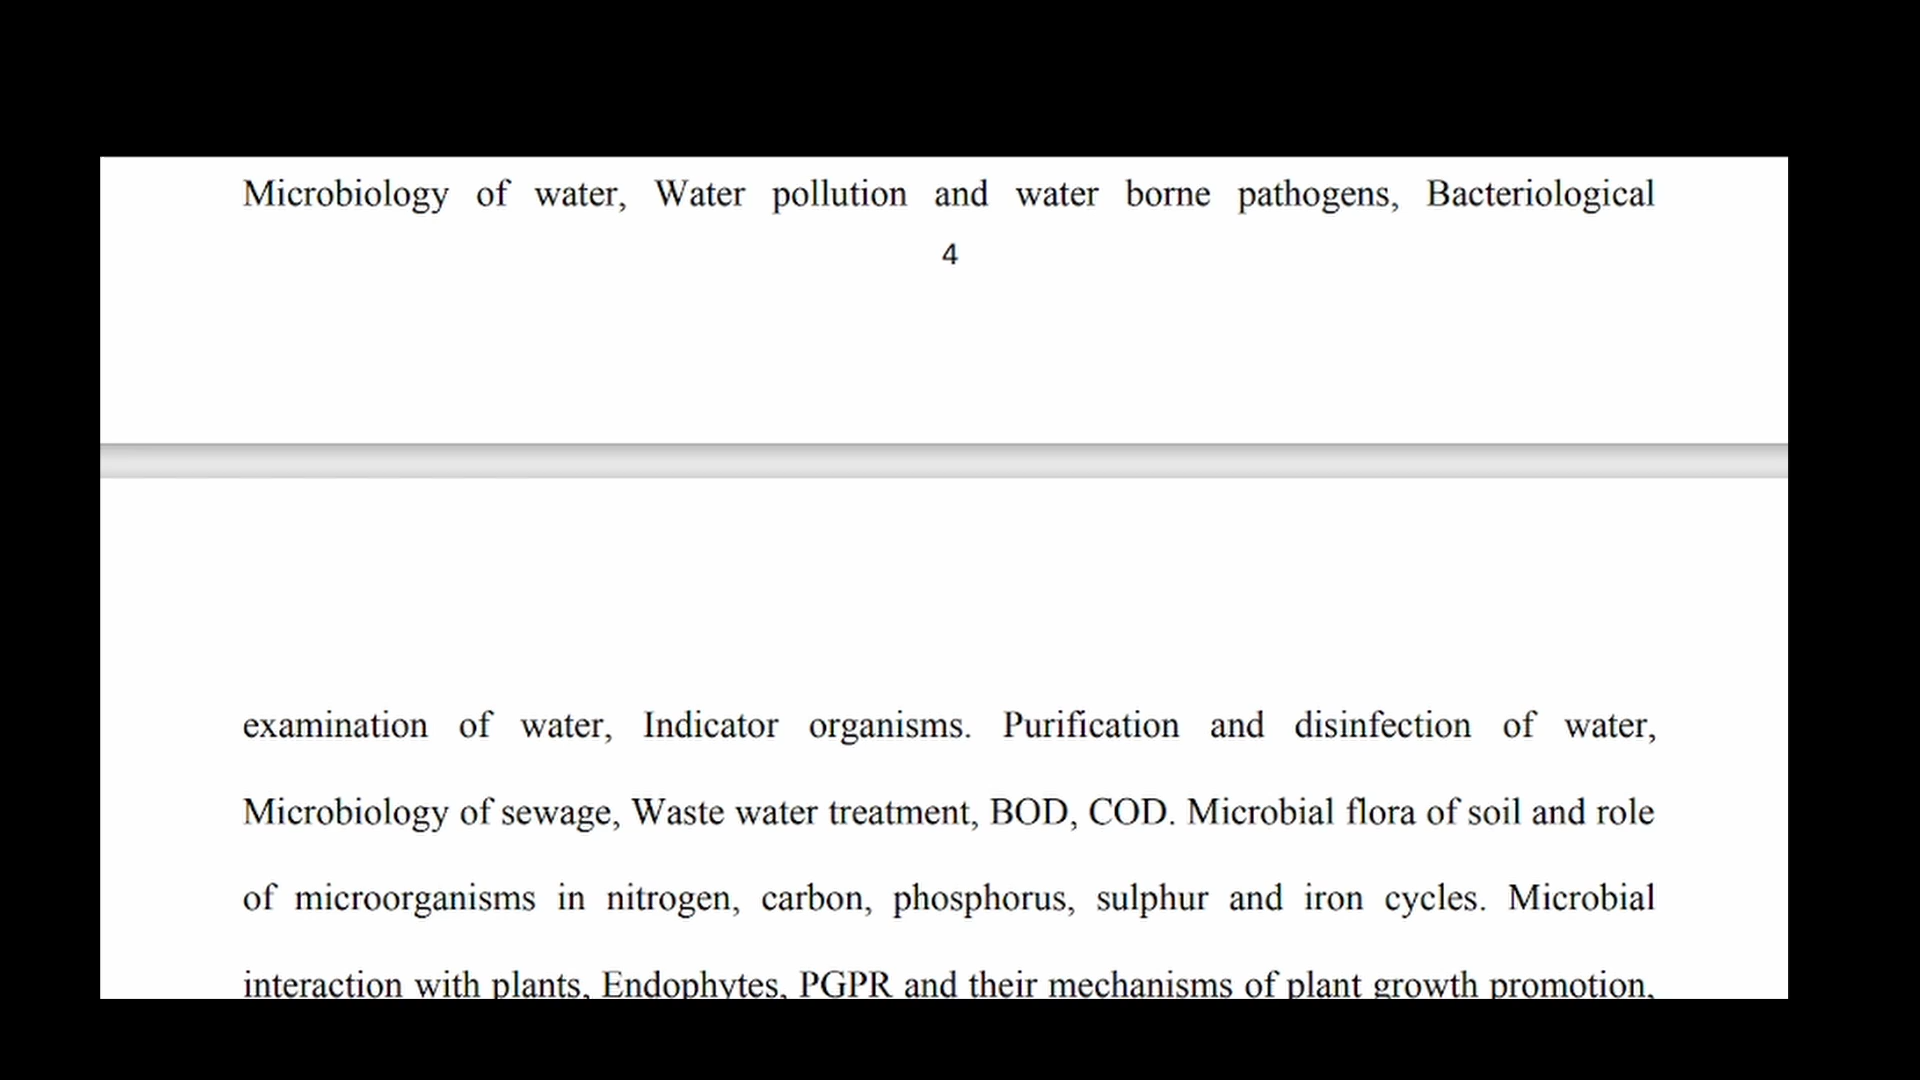 Microbiology of water, Water pollution and water borne pathogens, Bacteriological
4
examination of water, Indicator organisms. Purification and disinfection of water,
Microbiology of sewage, Waste water treatment, BOD, COD. Microbial flora of soil and role
of microorganisms in nitrogen, carbon, phosphorus, sulphur and iron cycles. Microbial
interaction with plants, Endophytes, PGPR and their mechanisms of plant growth promotion,